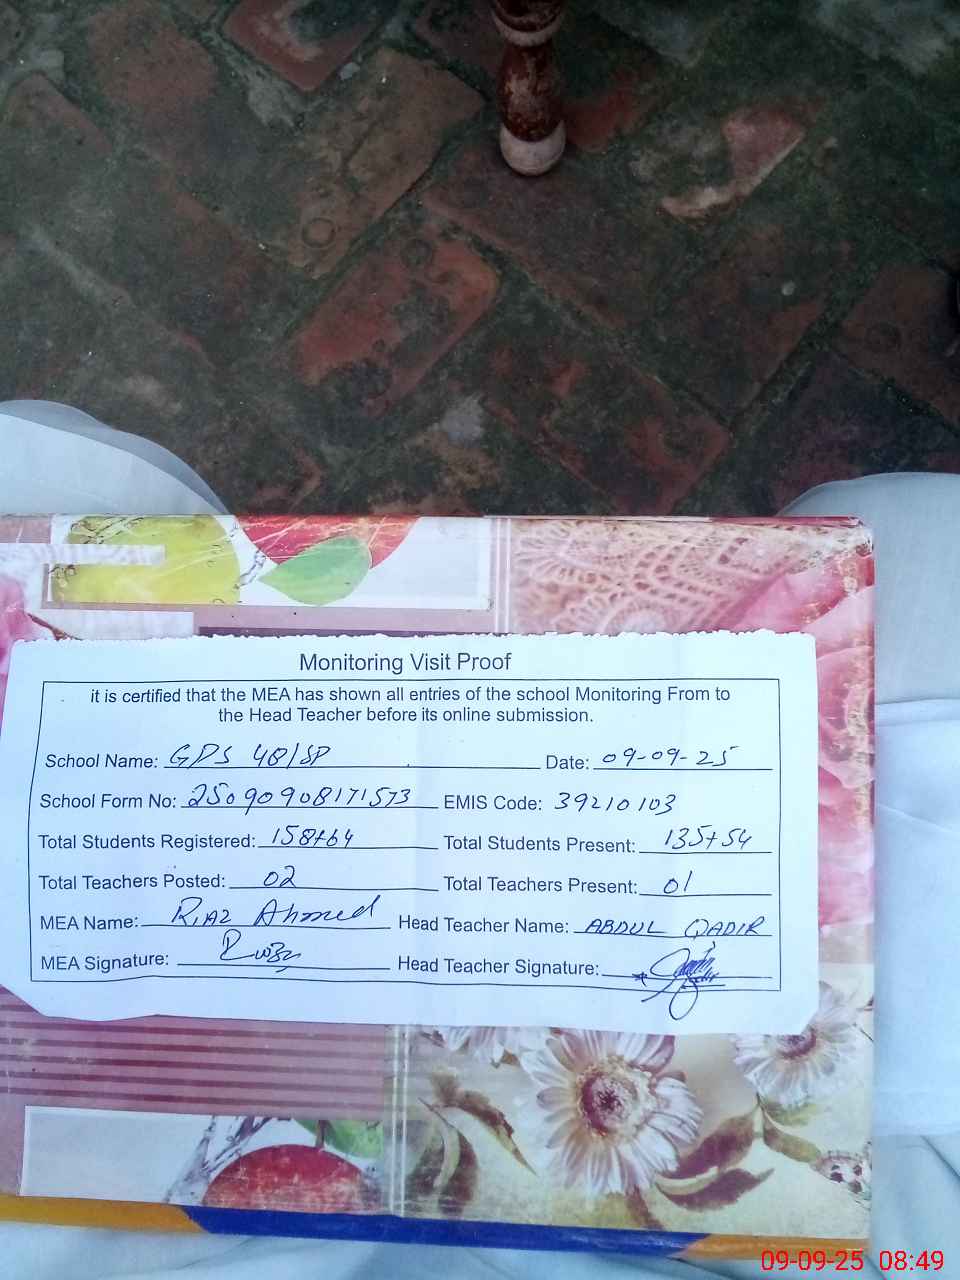 Monitoring Visit Proof
it is certified that the MEA has shown all entries of the school Monitoring From to
the Head Teacher before its online submission.
School Name: GPS 48/SP Date: 09-09-25
School Form No: 25090908171573 EMIS Code: 39210103
Total Students Registered: 158+64 Total Students Present: 135+54
Total Teachers Posted: 02 Total Teachers Present: 01
MEA Name: Riaz Ahmed Head Teacher Name: ABDUL QADIR
MEA Signature: Head Teacher Signature:
09-09-25 08:49